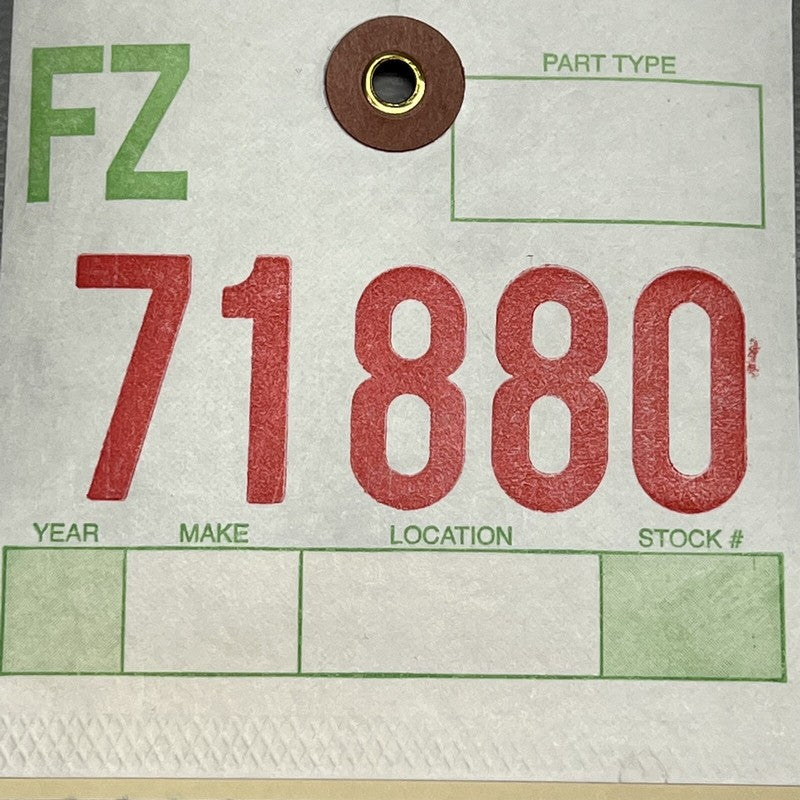 FZ
PART TYPE
71880
YEAR MAKE LOCATION STOCK #